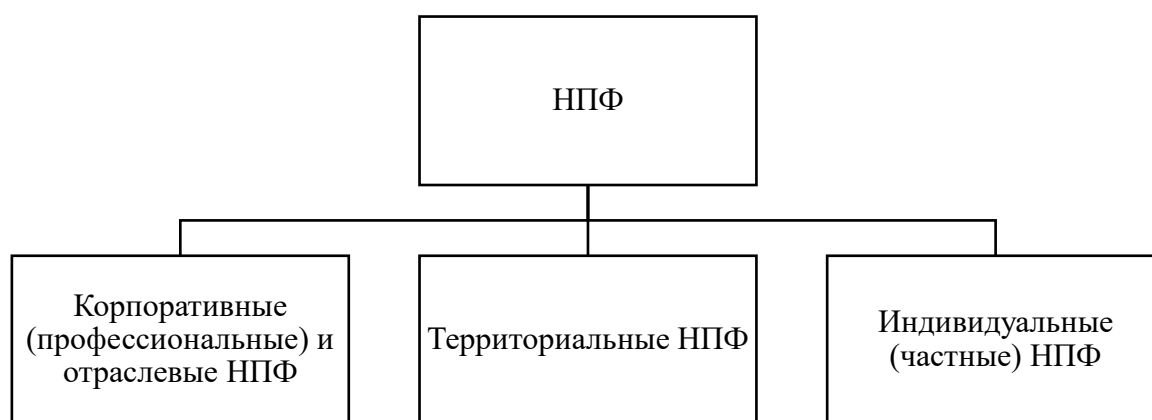 НПФ
Корпоративные
(профессиональные) и
отраслевые НПФ
Территориальные НПФ
Индивидуальные
(частные) НПФ